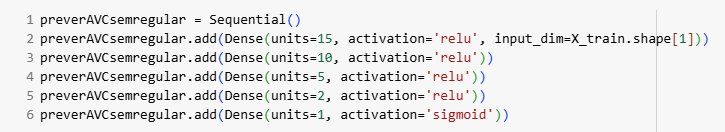 1 preverAVCsemregular = Sequential()
2 preverAVCsemregular.add(Dense(units=15, activation='relu', input_dim=X_train.shape[1]))
3 preverAVCsemregular.add(Dense(units=10, activation='relu'))
4 preverAVCsemregular.add(Dense(units=5, activation='relu'))
5 preverAVCsemregular.add(Dense(units=2, activation='relu'))
6 preverAVCsemregular.add(Dense(units=1, activation='sigmoid'))